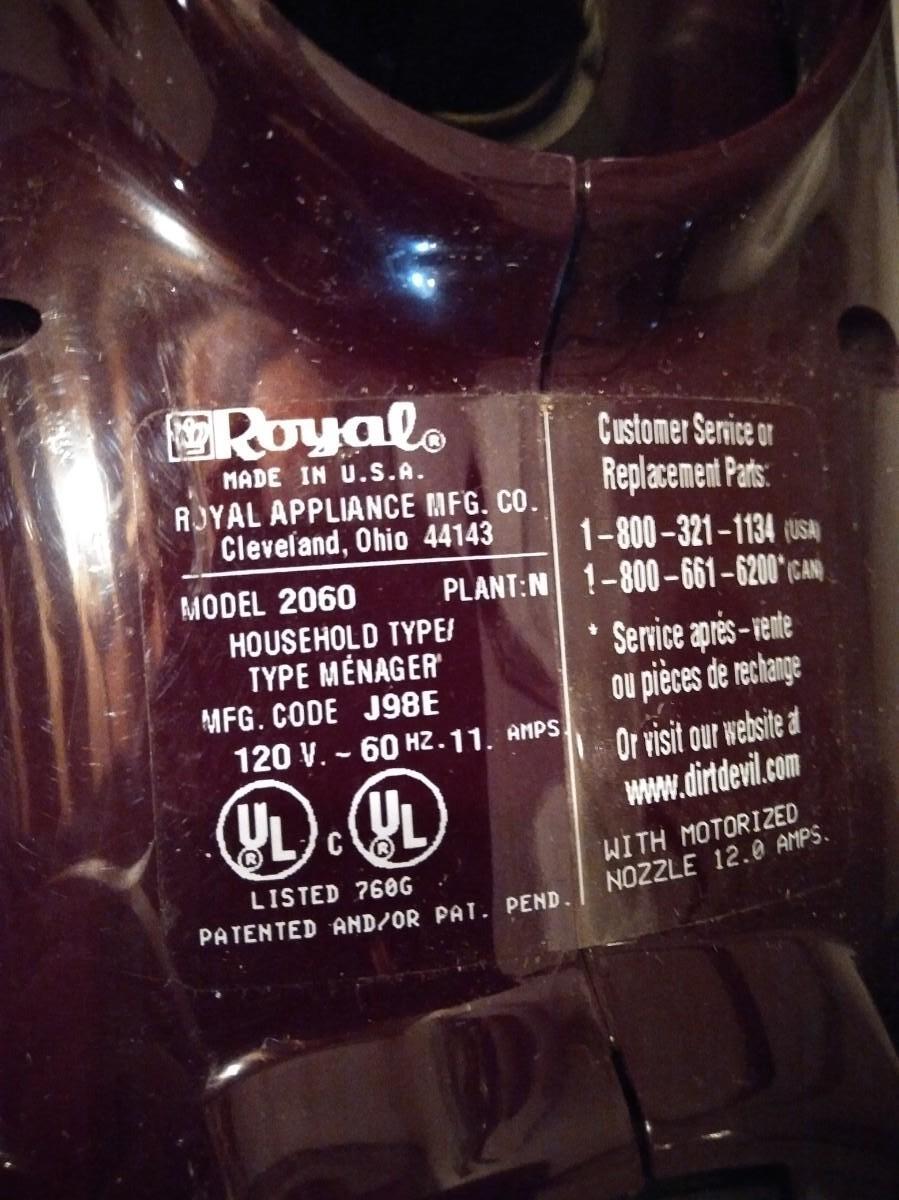 Royal®
MADE IN U.S.A.
ROYAL APPLIANCE MFG. CO.
Cleveland, Ohio 44143
MODEL 2060 PLANT:N
HOUSEHOLD TYPE/
TYPE MÉNAGER
MFG. CODE J98E
120 V. ~ 60 HZ. 11. AMPS.
UL® C UL®
LISTED 760G
PATENTED AND/OR PAT. PEND.
Customer Service or
Replacement Parts:
1-800-321-1134 (USA)
1-800-661-6200* (CAN)
* Service aprés-vente
ou pièces de rechange
Or visit our website at
www.dirtdevil.com
WITH MOTORIZED
NOZZLE 12.0 AMPS.